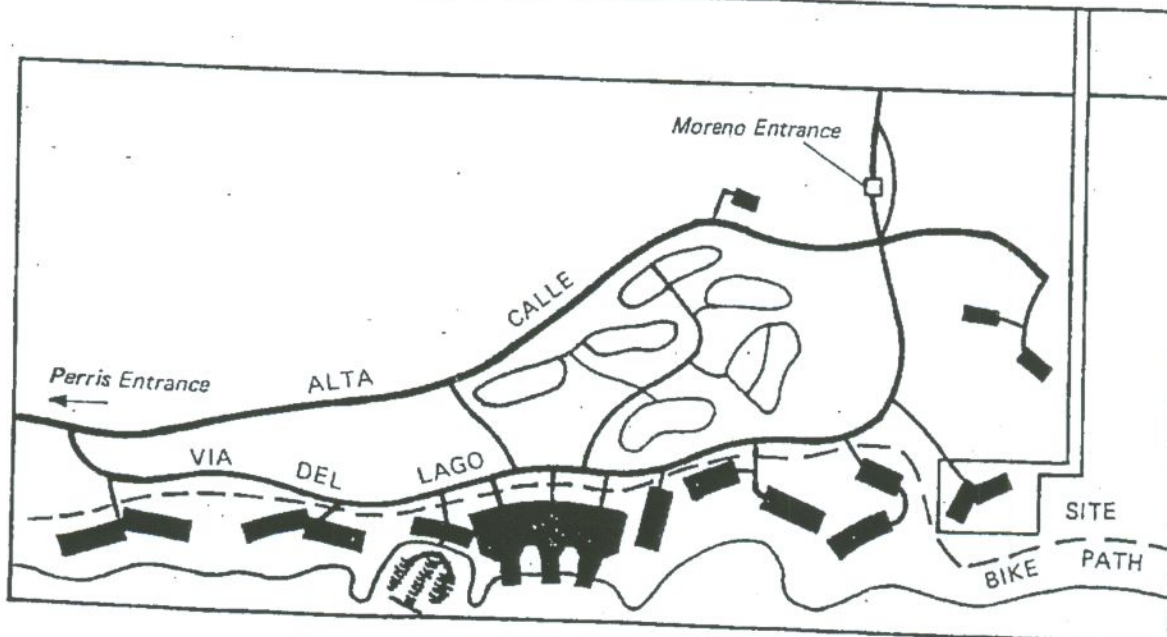 Moreno Entrance
CALLE
ALTA
Perris Entrance
VIA DEL LAGO
SITE
BIKE PATH